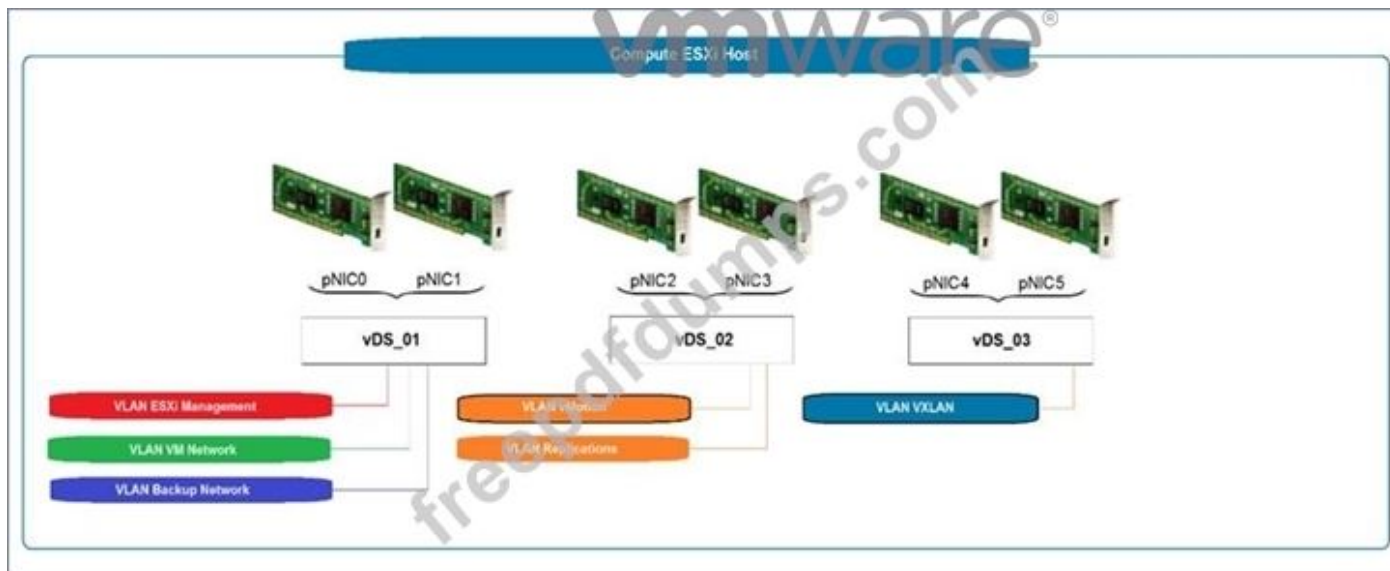 vmware®
Compute ESXi Host
freepdfdumps.com
pNIC0 pNIC1 pNIC2 pNIC3 pNIC4 pNIC5
vDS_01 vDS_02 vDS_03
VLAN ESXi Management VLAN vMotion VLAN VXLAN
VLAN VM Network VLAN Replications
VLAN Backup Network